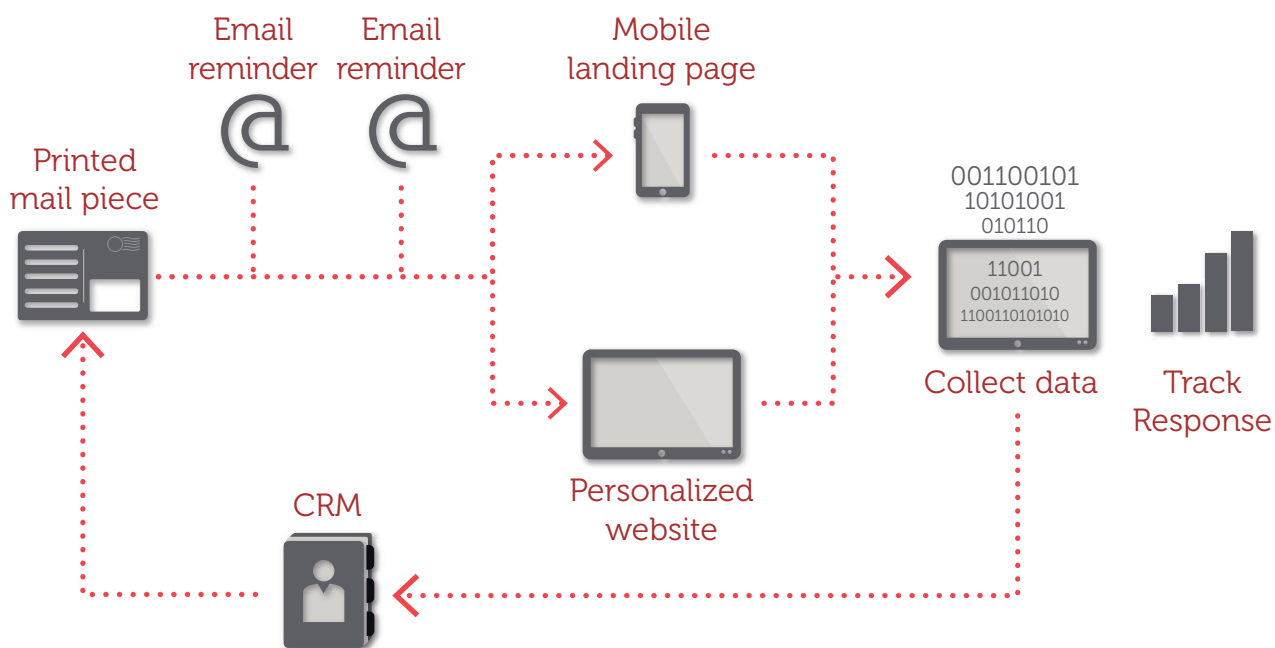 Email
reminder
Email
reminder
Mobile
landing page
Printed
mail piece
001100101
10101001
010110
11001
001011010
1100110101010
Collect data
Track
Response
Personalized
website
CRM